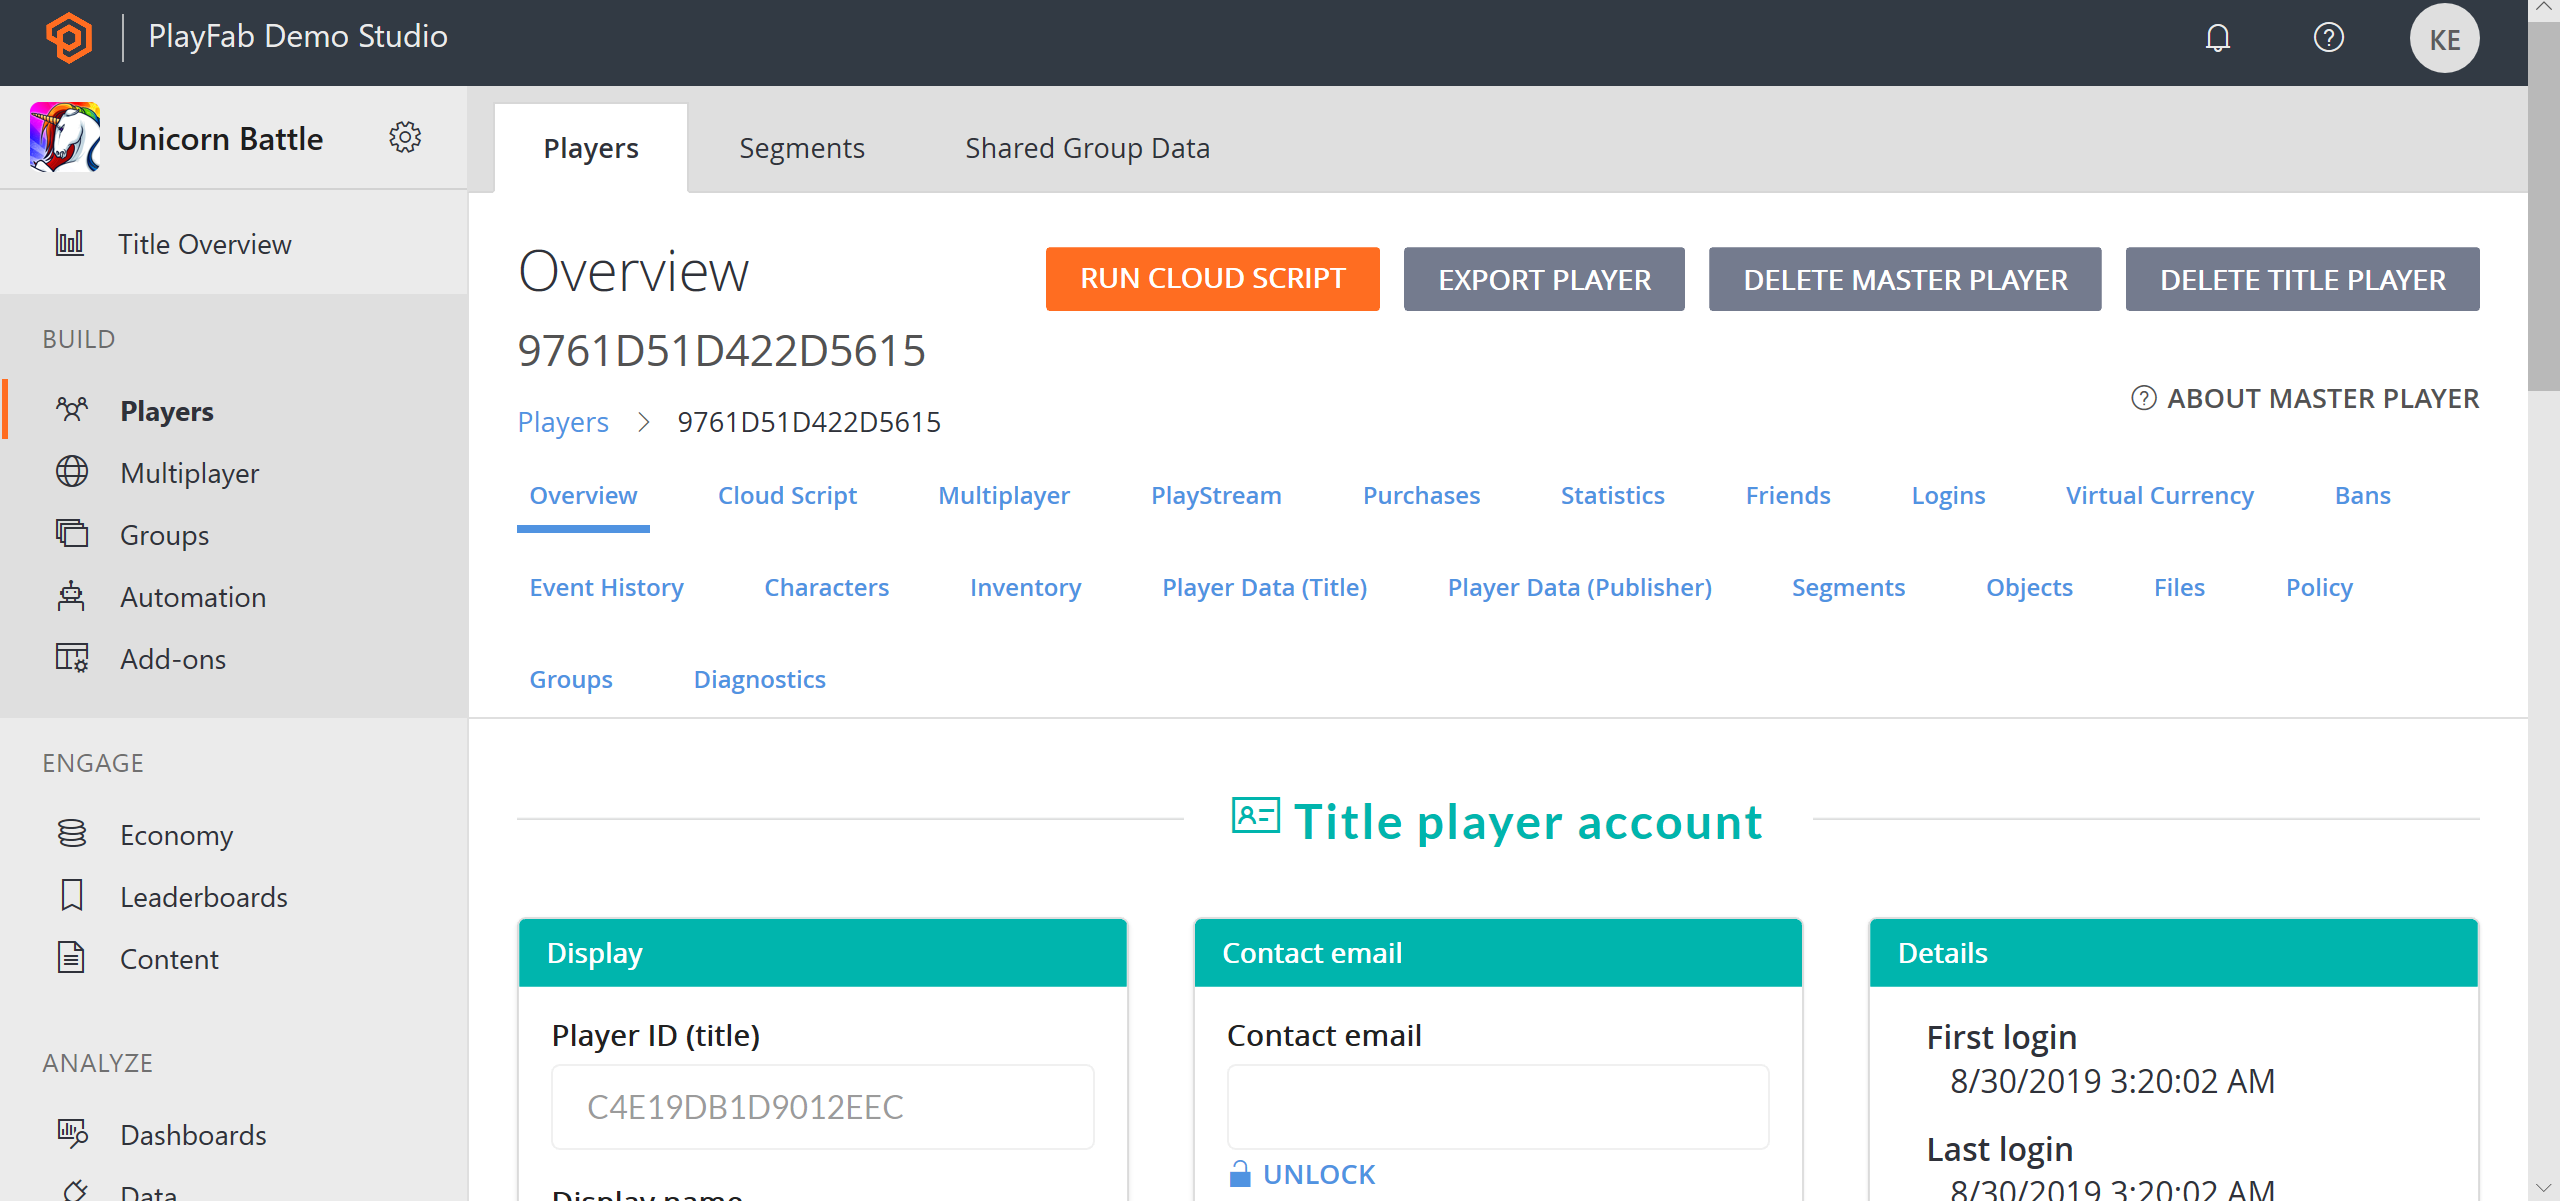 PlayFab Demo Studio
KE
Unicorn Battle
Title Overview
BUILD
Players
Multiplayer
Groups
Automation
Add-ons
ENGAGE
Economy
Leaderboards
Content
ANALYZE
Dashboards
Data
Players Segments Shared Group Data
Overview
RUN CLOUD SCRIPT EXPORT PLAYER DELETE MASTER PLAYER DELETE TITLE PLAYER
9761D51D422D5615
Players > 9761D51D422D5615
ABOUT MASTER PLAYER
Overview Cloud Script Multiplayer PlayStream Purchases Statistics Friends Logins Virtual Currency Bans
Event History Characters Inventory Player Data (Title) Player Data (Publisher) Segments Objects Files Policy
Groups Diagnostics
Title player account
Display
Player ID (title)
C4E19DB1D9012EEC
Display name
Contact email
Contact email
UNLOCK
Details
First login
8/30/2019 3:20:02 AM
Last login
8/30/2019 3:20:02 AM